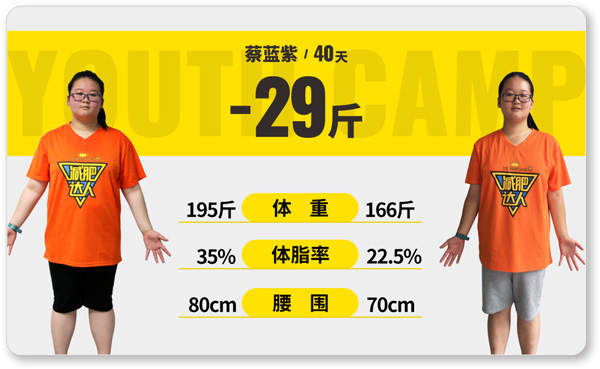 YOUTH CAMP
蔡蓝紫 / 40天
-29斤
195斤 体 重 166斤
35% 体脂率 22.5%
80cm 腰 围 70cm
减肥
达人
减肥
达人